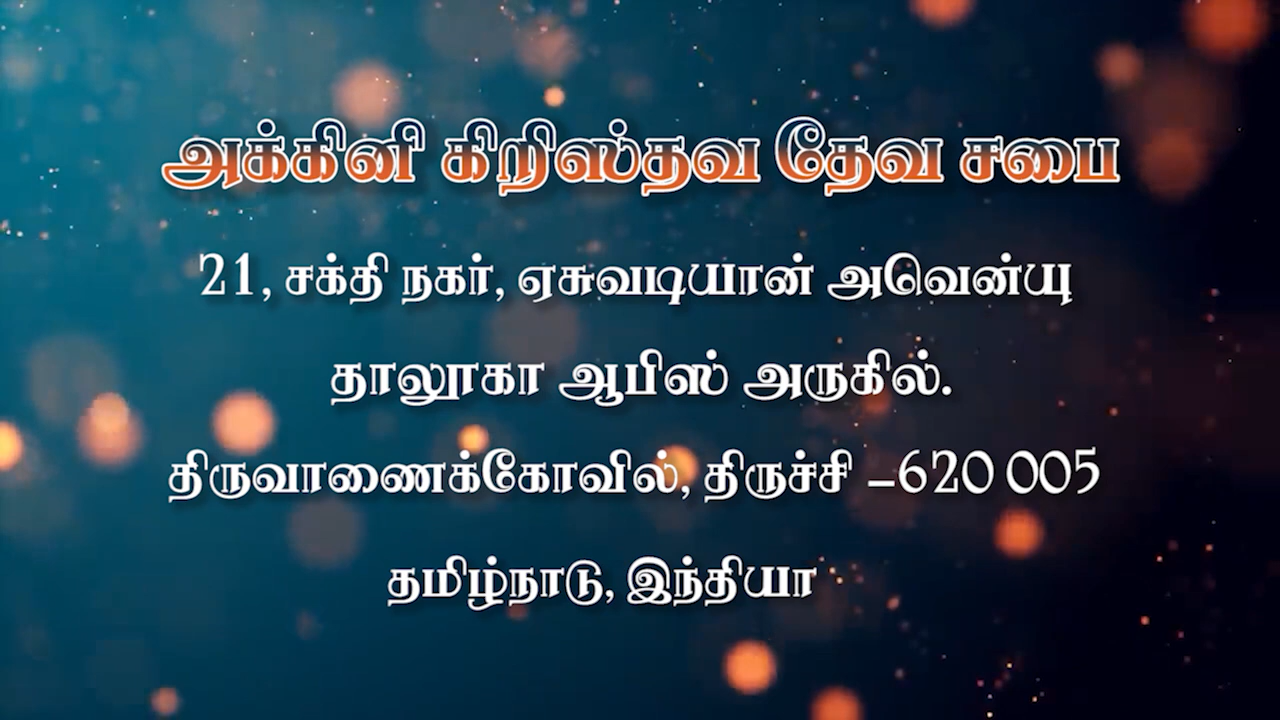 அக்கினி கிறிஸ்தவ தேவ சபை
21, சக்தி நகர், ஏசுவடியான் அவென்யு
தாலூகா ஆபிஸ் அருகில்.
திருவாணைக்கோவில், திருச்சி -620 005
தமிழ்நாடு, இந்தியா